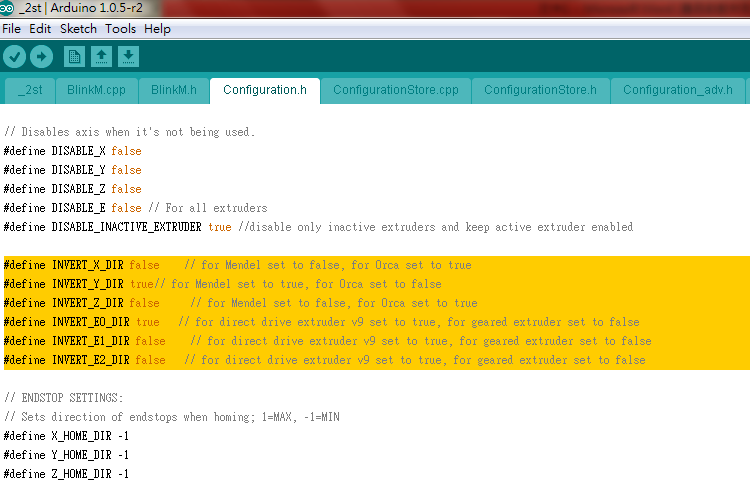 _2st | Arduino 1.0.5-r2
File Edit Sketch Tools Help
_2st BlinkM.cpp BlinkM.h Configuration.h ConfigurationStore.cpp ConfigurationStore.h Configuration_adv.h
// Disables axis when it's not being used.
#define DISABLE_X false
#define DISABLE_Y false
#define DISABLE_Z false
#define DISABLE_E false // For all extruders
#define DISABLE_INACTIVE_EXTRUDER true //disable only inactive extruders and keep active extruder enabled
#define INVERT_X_DIR false // for Mendel set to false, for Orca set to true
#define INVERT_Y_DIR true// for Mendel set to true, for Orca set to false
#define INVERT_Z_DIR false // for Mendel set to false, for Orca set to true
#define INVERT_E0_DIR true // for direct drive extruder v9 set to true, for geared extruder set to false
#define INVERT_E1_DIR false // for direct drive extruder v9 set to true, for geared extruder set to false
#define INVERT_E2_DIR false // for direct drive extruder v9 set to true, for geared extruder set to false
// ENDSTOP SETTINGS:
// Sets direction of endstops when homing; 1=MAX, -1=MIN
#define X_HOME_DIR -1
#define Y_HOME_DIR -1
#define Z_HOME_DIR -1